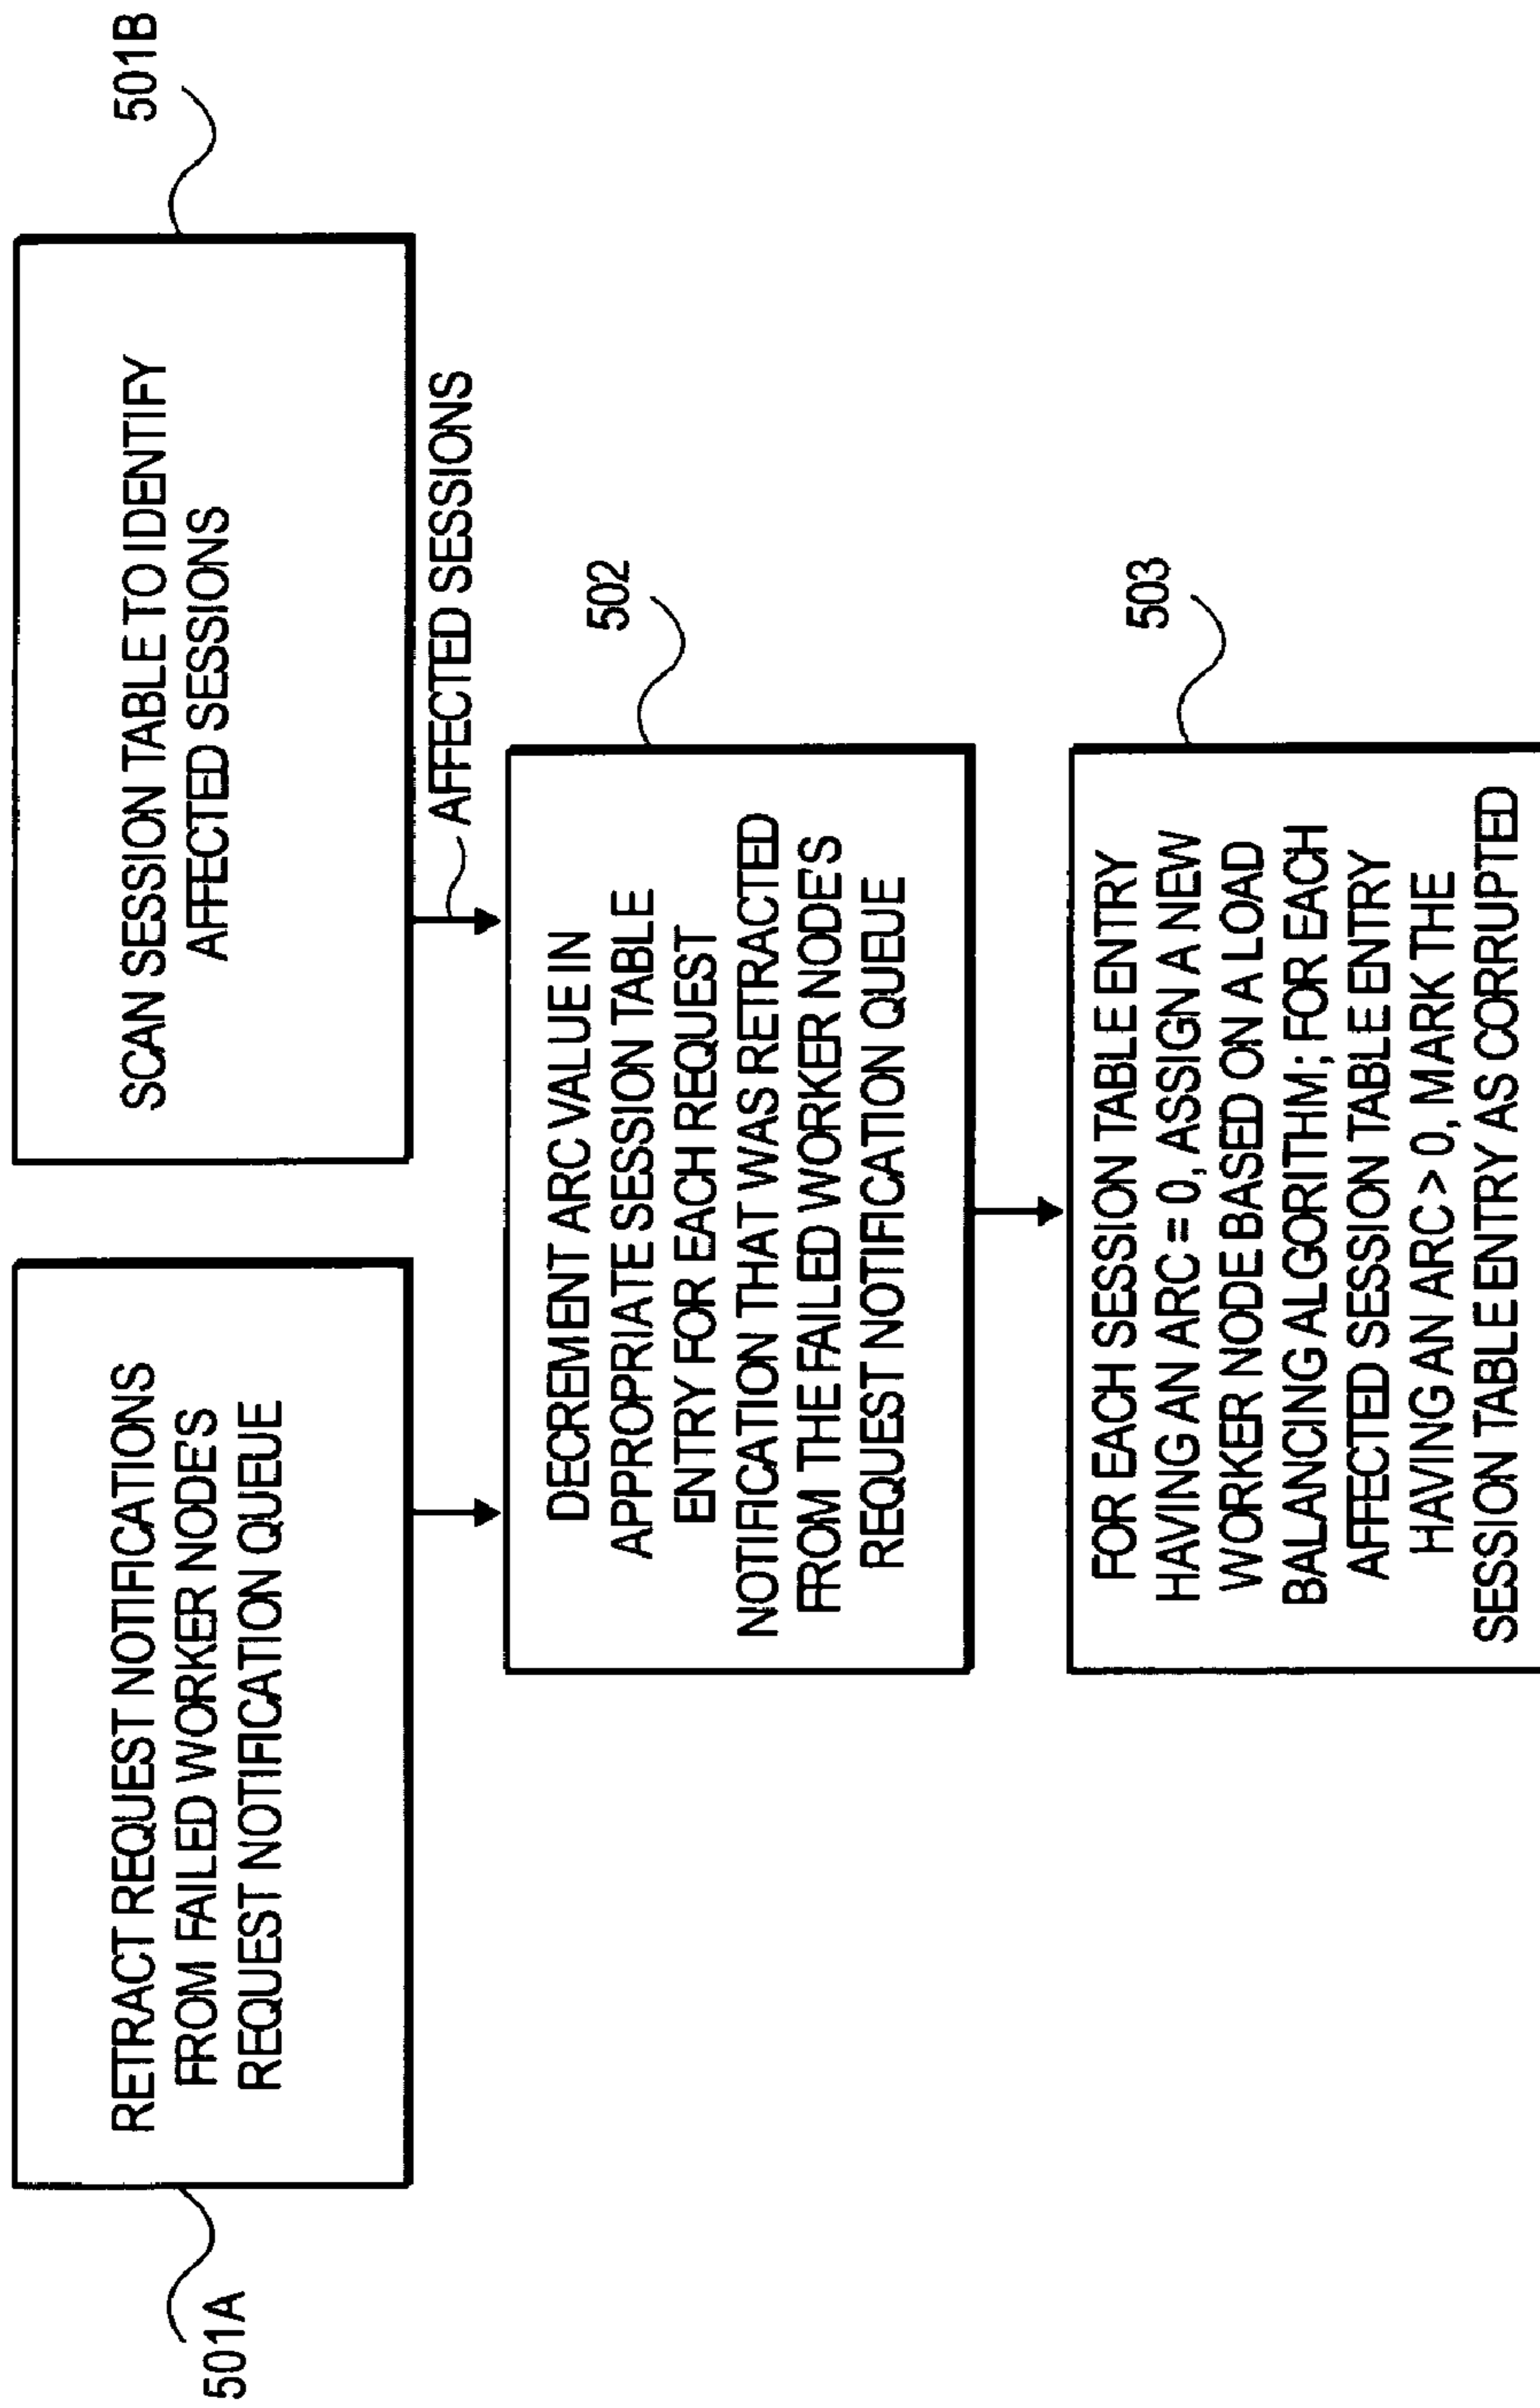 501A
RETRACT REQUEST NOTIFICATIONS
FROM FAILED WORKER NODES
REQUEST NOTIFICATION QUEUE
501B
SCAN SESSION TABLE TO IDENTIFY
AFFECTED SESSIONS
AFFECTED SESSIONS
502
DECREMENT ARC VALUE IN
APPROPRIATE SESSION TABLE
ENTRY FOR EACH REQUEST
NOTIFICATION THAT WAS RETRACTED
FROM THE FAILED WORKER NODES
REQUEST NOTIFICATION QUEUE
503
FOR EACH SESSION TABLE ENTRY
HAVING AN ARC = 0, ASSIGN A NEW
WORKER NODE BASED ON A LOAD
BALANCING ALGORITHM; FOR EACH
AFFECTED SESSION TABLE ENTRY
HAVING AN ARC > 0, MARK THE
SESSION TABLE ENTRY AS CORRUPTED